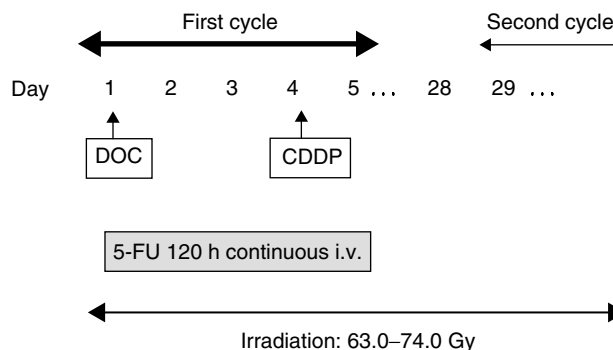 First cycle Second cycle
Day 1 2 3 4 5 ... 28 29 ...
DOC CDDP
5-FU 120 h continuous i.v.
Irradiation: 63.0–74.0 Gy